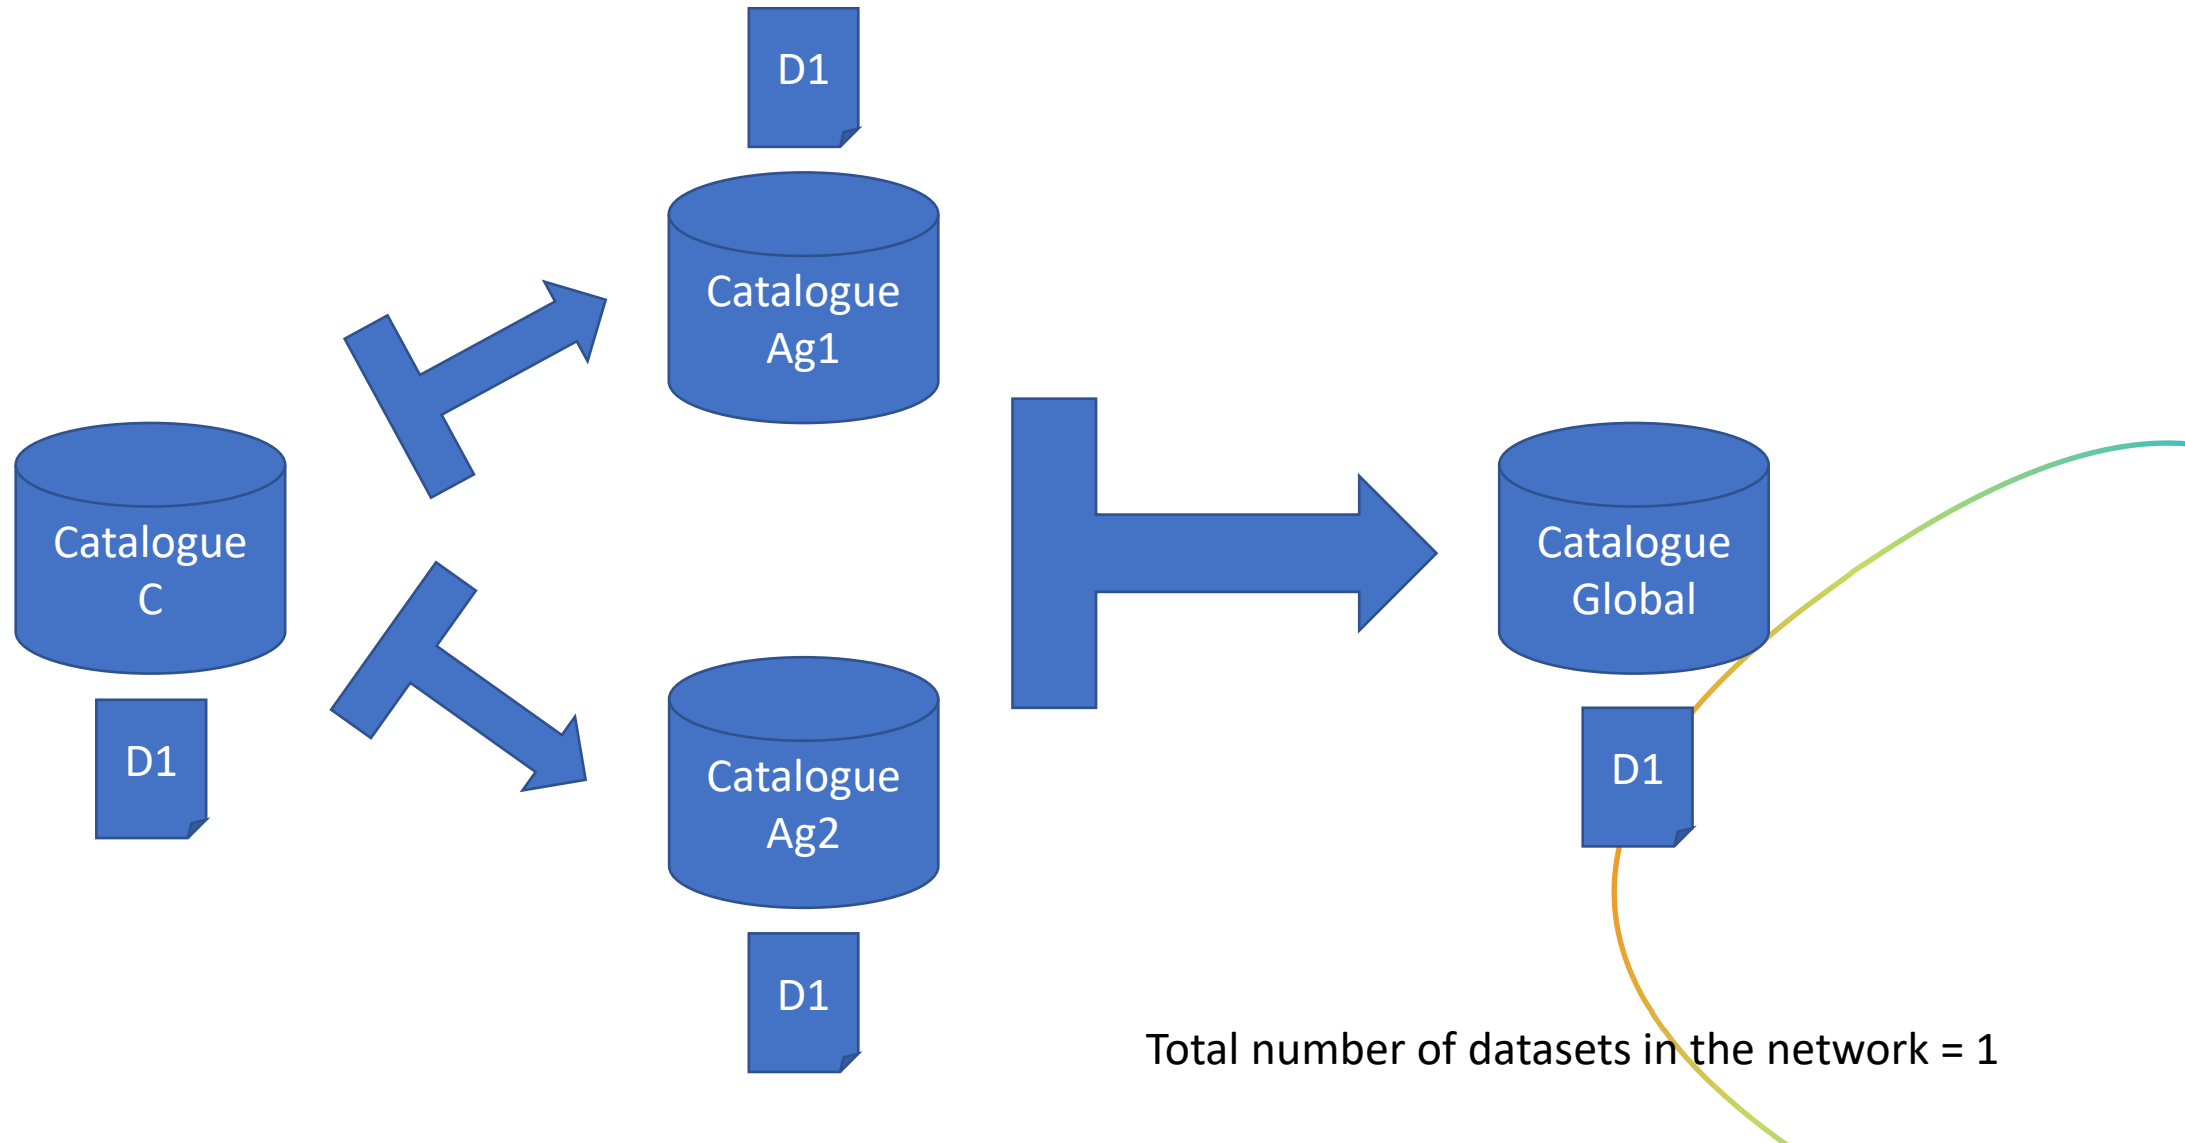 D1
Catalogue
Ag1
Catalogue
C
D1
Catalogue
Ag2
D1
Catalogue
Global
D1
Total number of datasets in the network = 1